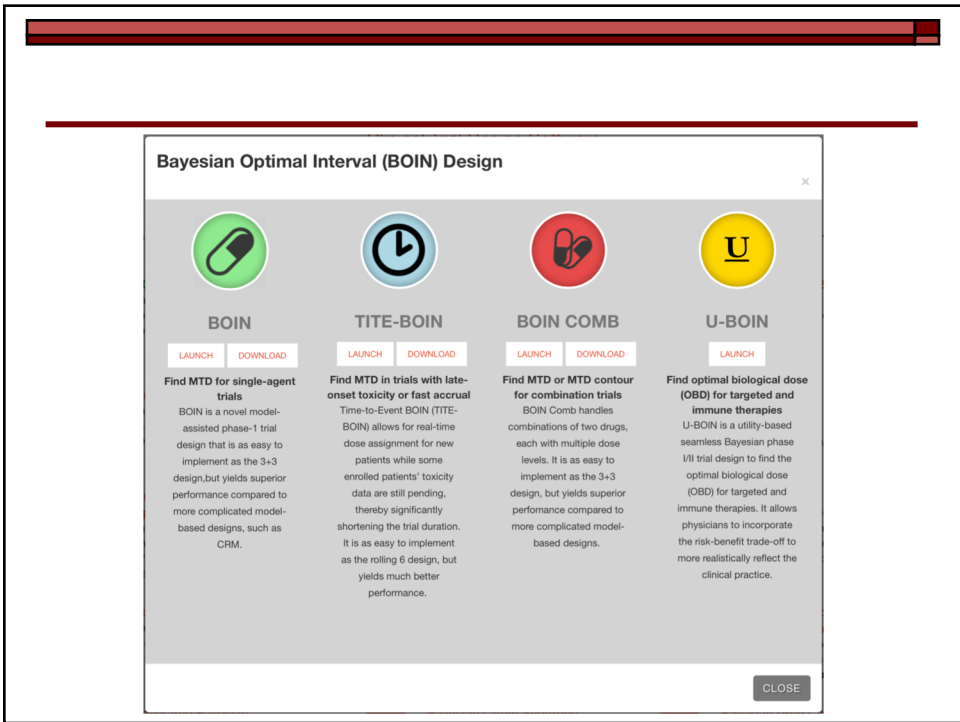 Bayesian Optimal Interval (BOIN) Design
×
U
BOIN
LAUNCH DOWNLOAD
Find MTD for single-agent
trials
BOIN is a novel model-
assisted phase-1 trial
design that is as easy to
implement as the 3+3
design,but yields superior
performance compared to
more complicated model-
based designs, such as
CRM.
TITE-BOIN
LAUNCH DOWNLOAD
Find MTD in trials with late-
onset toxicity or fast accrual
Time-to-Event BOIN (TITE-
BOIN) allows for real-time
dose assignment for new
patients while some
enrolled patients' toxicity
data are still pending,
thereby significantly
shortening the trial duration.
It is as easy to implement
as the rolling 6 design, but
yields much better
performance.
BOIN COMB
LAUNCH DOWNLOAD
Find MTD or MTD contour
for combination trials
BOIN Comb handles
combinations of two drugs,
each with multiple dose
levels. It is as easy to
implement as the 3+3
design, but yields superior
perfomance compared to
more complicated model-
based designs.
U-BOIN
LAUNCH
Find optimal biological dose
(OBD) for targeted and
immune therapies
U-BOIN is a utility-based
seamless Bayesian phase
I/II trial design to find the
optimal biological dose
(OBD) for targeted and
immune therapies. It allows
physicians to incorporate
the risk-benefit trade-off to
more realistically reflect the
clinical practice.
CLOSE